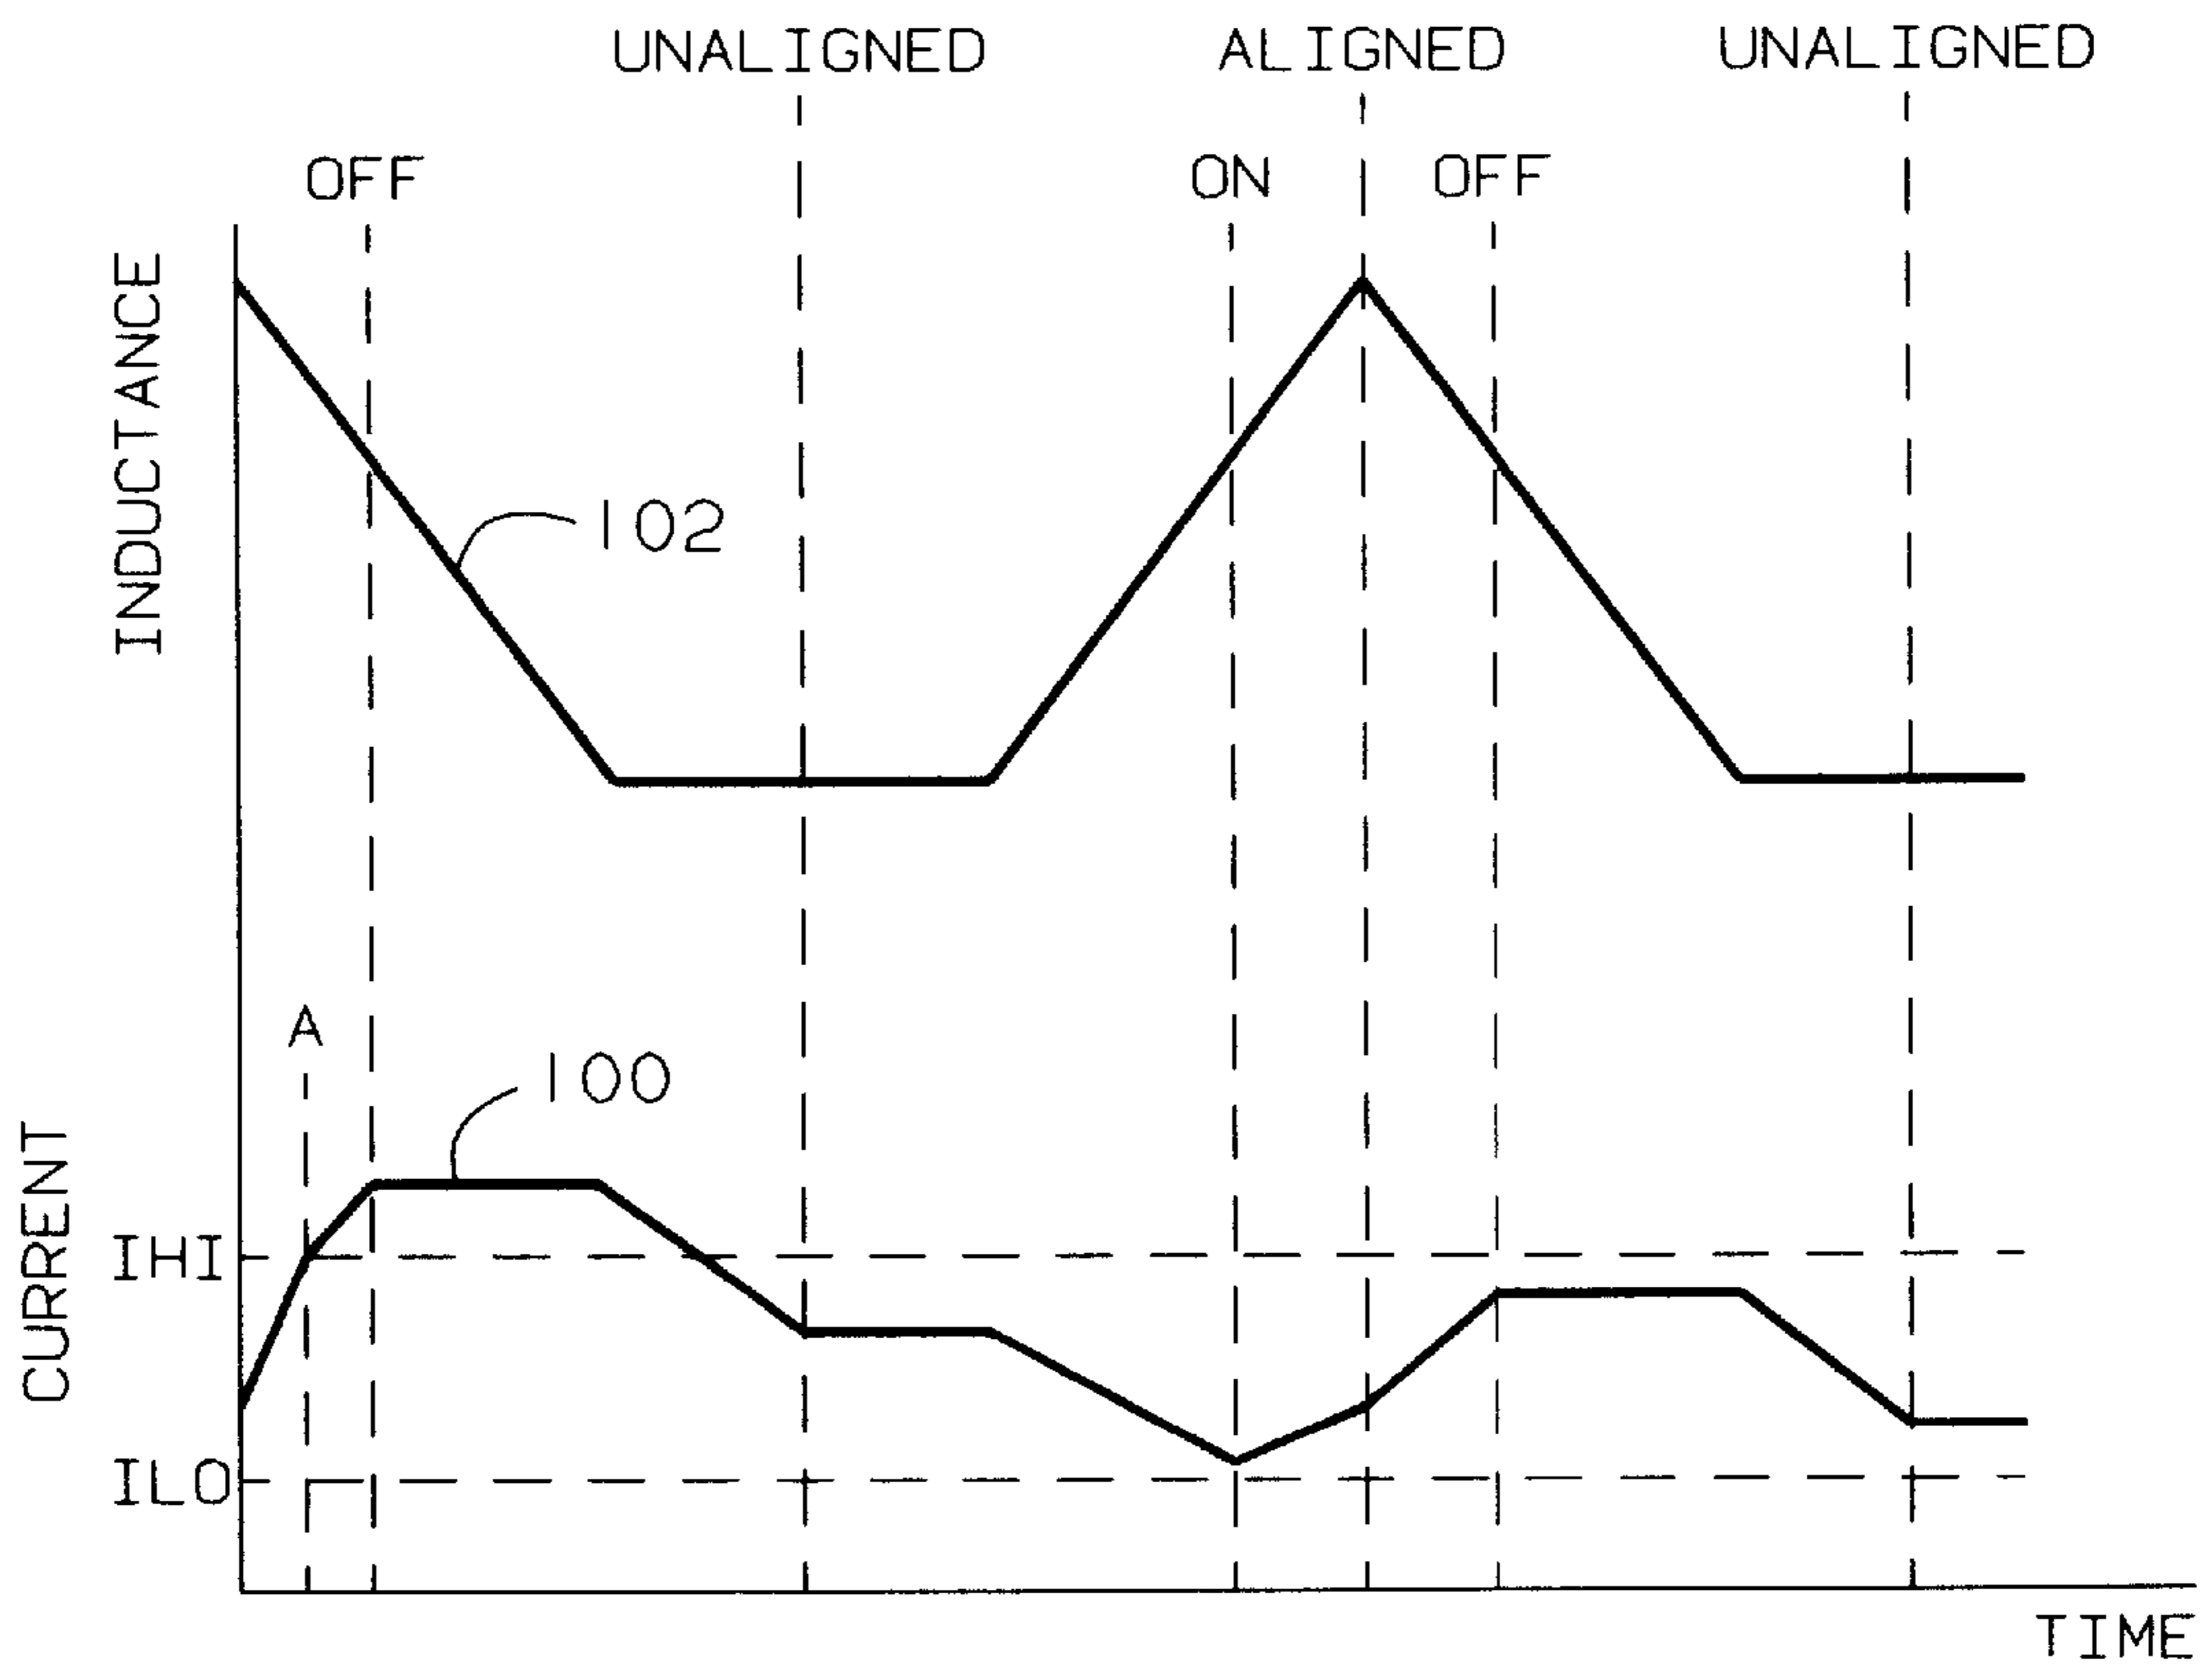 UNALIGNED
ALIGNED
UNALIGNED
OFF
ON
OFF
INDUCTANCE
102
A
100
CURRENT
IHI
ILO
TIME